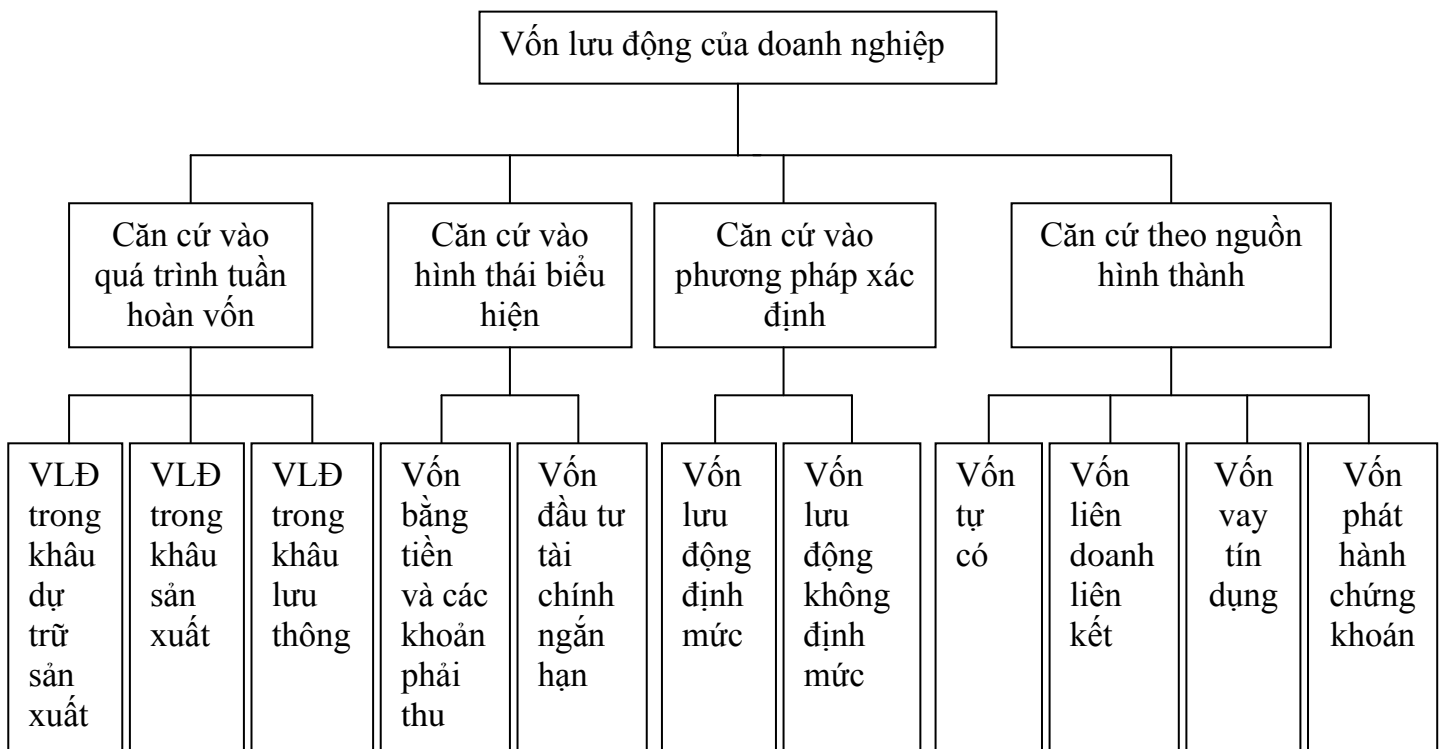 Vốn lưu động của doanh nghiệp
Căn cứ vào
quá trình tuần
hoàn vốn
Căn cứ vào
hình thái biểu
hiện
Căn cứ vào
phương pháp xác
định
Căn cứ theo nguồn
hình thành
VLĐ
trong
khâu
dự
trữ
sản
xuất
VLĐ
trong
khâu
sản
xuất
VLĐ
trong
khâu
lưu
thông
Vốn
bằng
tiền
và các
khoản
phải
thu
Vốn
đầu tư
tài
chính
ngắn
hạn
Vốn
lưu
động
định
mức
Vốn
lưu
động
không
định
mức
Vốn
tự
có
Vốn
liên
doanh
liên
kết
Vốn
vay
tín
dụng
Vốn
phát
hành
chứng
khoán